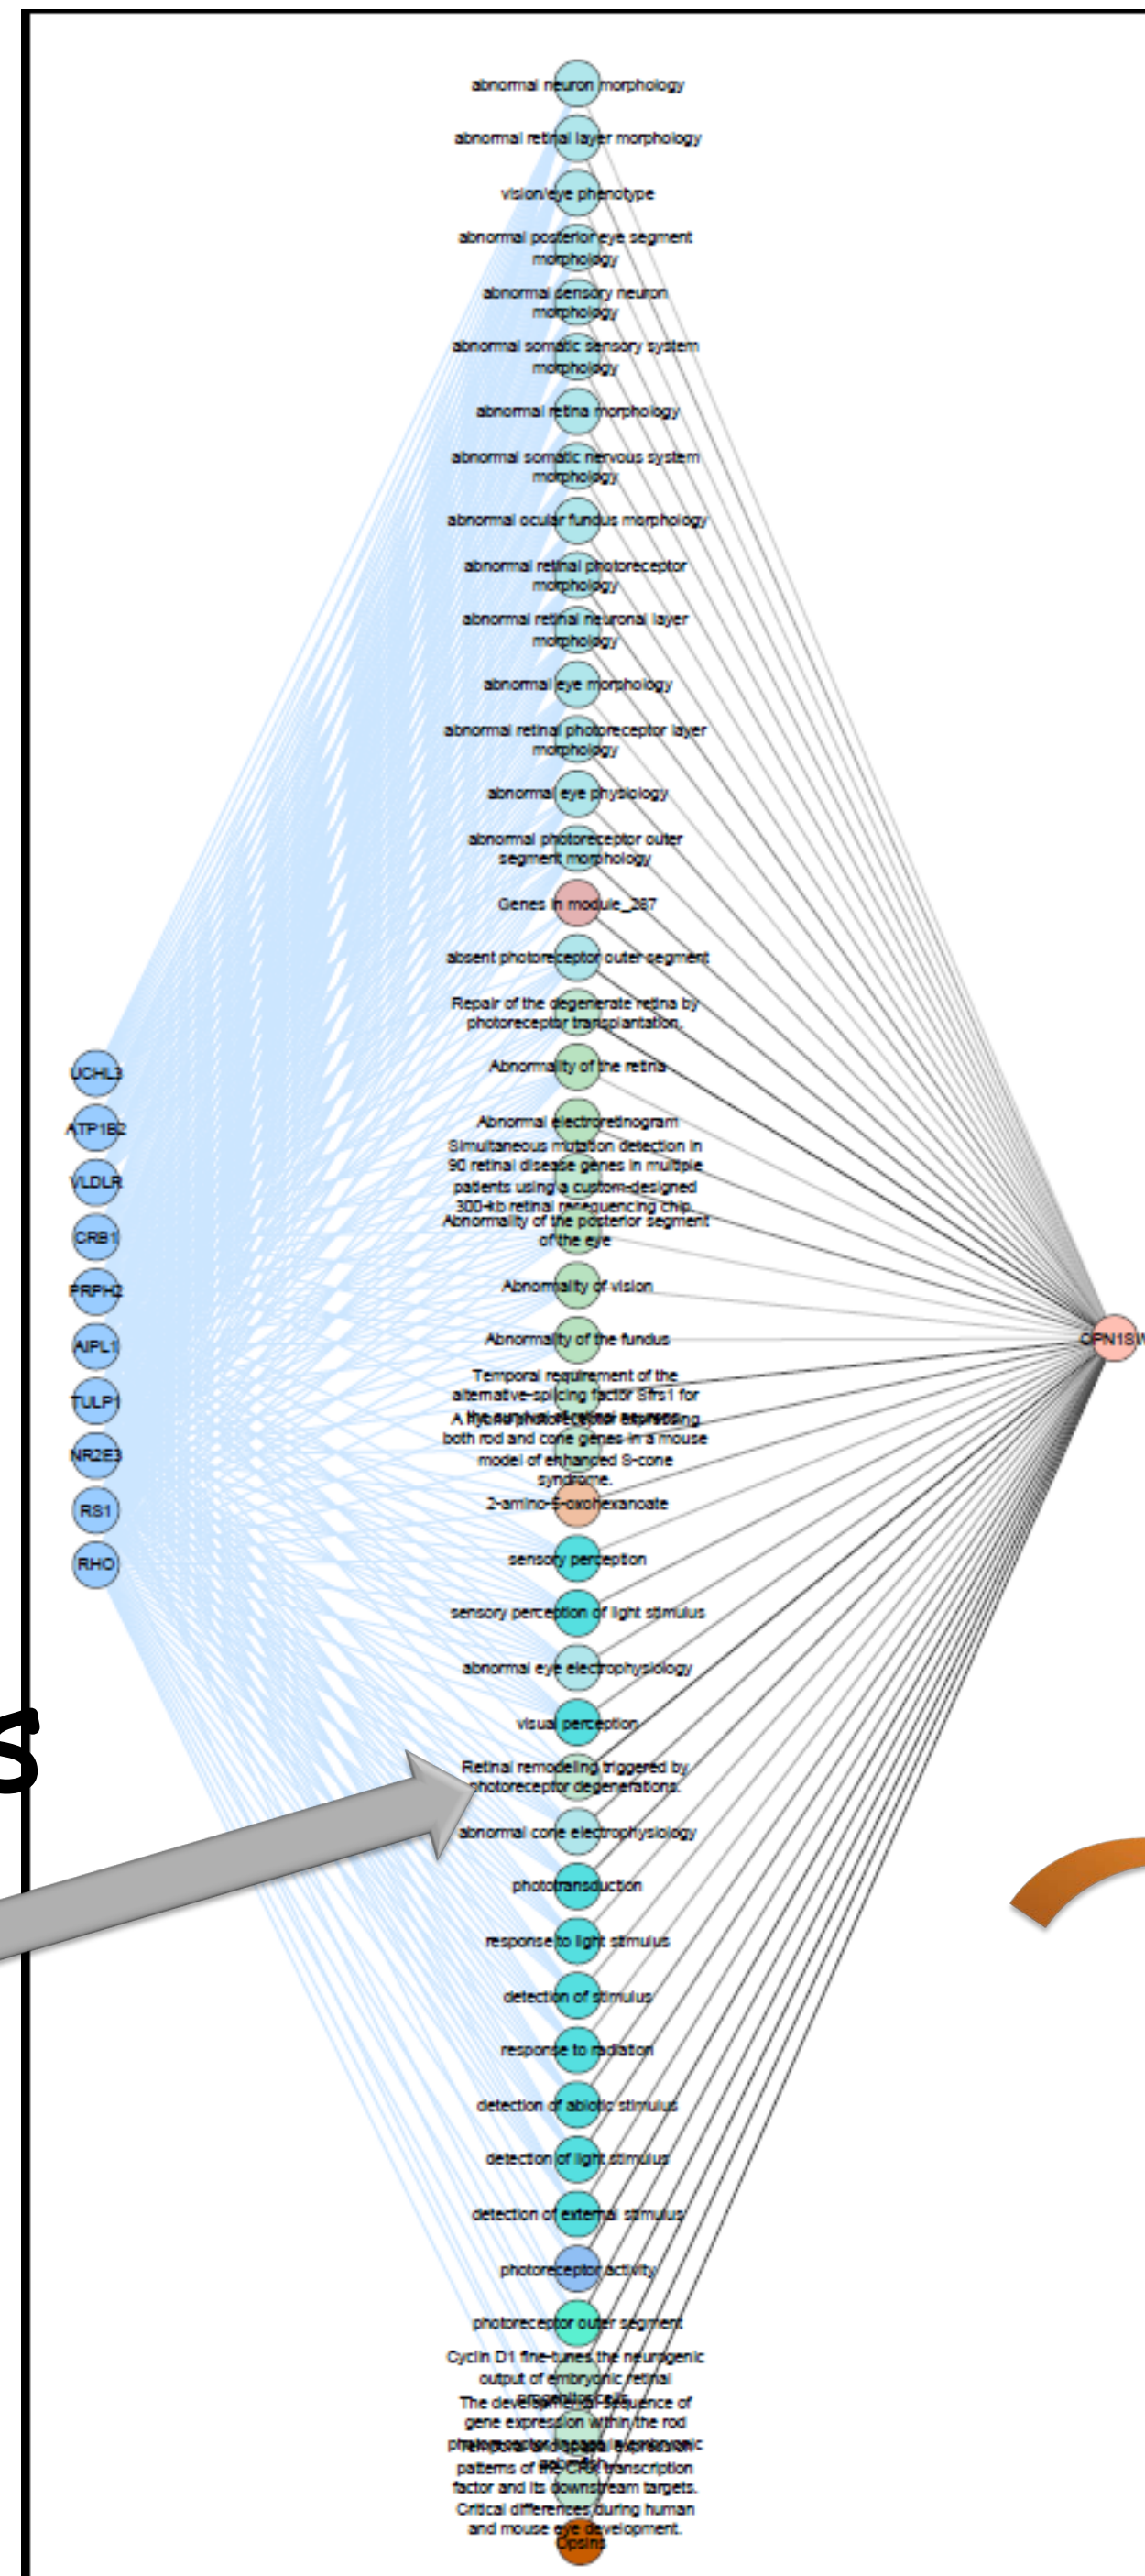 abnormal neuron morphology
abnormal retinal layer morphology
vision/eye phenotype
abnormal posterior eye segment
morphology
abnormal sensory neuron
morphology
abnormal somatic sensory system
morphology
abnormal retina morphology
abnormal somatic nervous system
morphology
abnormal ocular fundus morphology
abnormal retinal photoreceptor
morphology
abnormal retinal neuronal layer
morphology
abnormal eye morphology
abnormal retinal photoreceptor layer
morphology
abnormal eye physiology
abnormal photoreceptor outer
segment morphology
Genes in module_287
absent photoreceptor outer segment
Repair of the degenerate retina by
photoreceptor transplantation.
Abnormality of the retina
Abnormal electroretinogram
Simultaneous mutation detection in
90 retinal disease genes in multiple
patients using a custom-designed
300-kb retinal resequencing chip.
Abnormality of the posterior segment
of the eye
Abnormality of vision
Abnormality of the fundus
Temporal requirement of the
alternative-splicing factor Sfrs1 for
the survival of retinal neurons.
A hybrid photoreceptor expressing
both rod and cone genes in a mouse
model of enhanced S-cone
syndrome.
2-amino-5-oxohexanoate
sensory perception
sensory perception of light stimulus
abnormal eye electrophysiology
visual perception
Retinal remodeling triggered by
photoreceptor degenerations.
abnormal cone electrophysiology
phototransduction
response to light stimulus
detection of stimulus
response to radiation
detection of abiotic stimulus
detection of light stimulus
detection of external stimulus
photoreceptor activity
photoreceptor outer segment
Cyclin D1 fine-tunes the neurogenic
output of embryonic retinal
progenitor cells.
The developmental sequence of
gene expression within the rod
patterns of the CRX transcription
factor and its downstream targets.
Critical differences during human
and mouse eye development.
Opsins
UCHL3
ATP1B2
VLDLR
CRB1
PRPH2
AIPL1
TULP1
NR2E3
RS1
RHO
OPN1SW
s